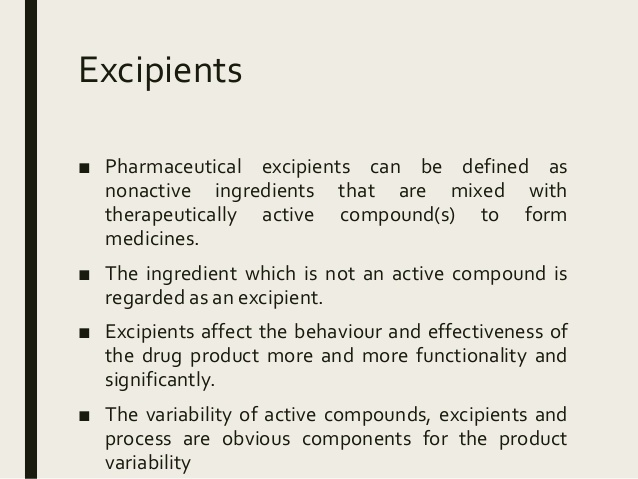 Excipients
■ Pharmaceutical excipients can be defined as
nonactive ingredients that are mixed with
therapeutically active compound(s) to form
medicines.
■ The ingredient which is not an active compound is
regarded as an excipient.
■ Excipients affect the behaviour and effectiveness of
the drug product more and more functionality and
significantly.
■ The variability of active compounds, excipients and
process are obvious components for the product
variability